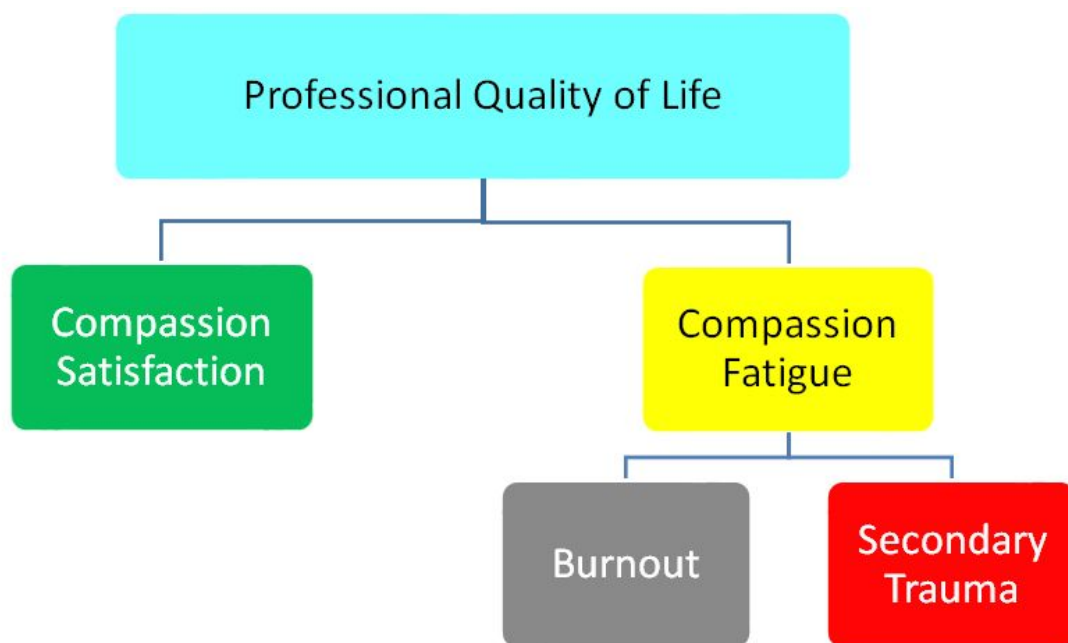 Professional Quality of Life
Compassion
Satisfaction
Compassion
Fatigue
Burnout
Secondary
Trauma